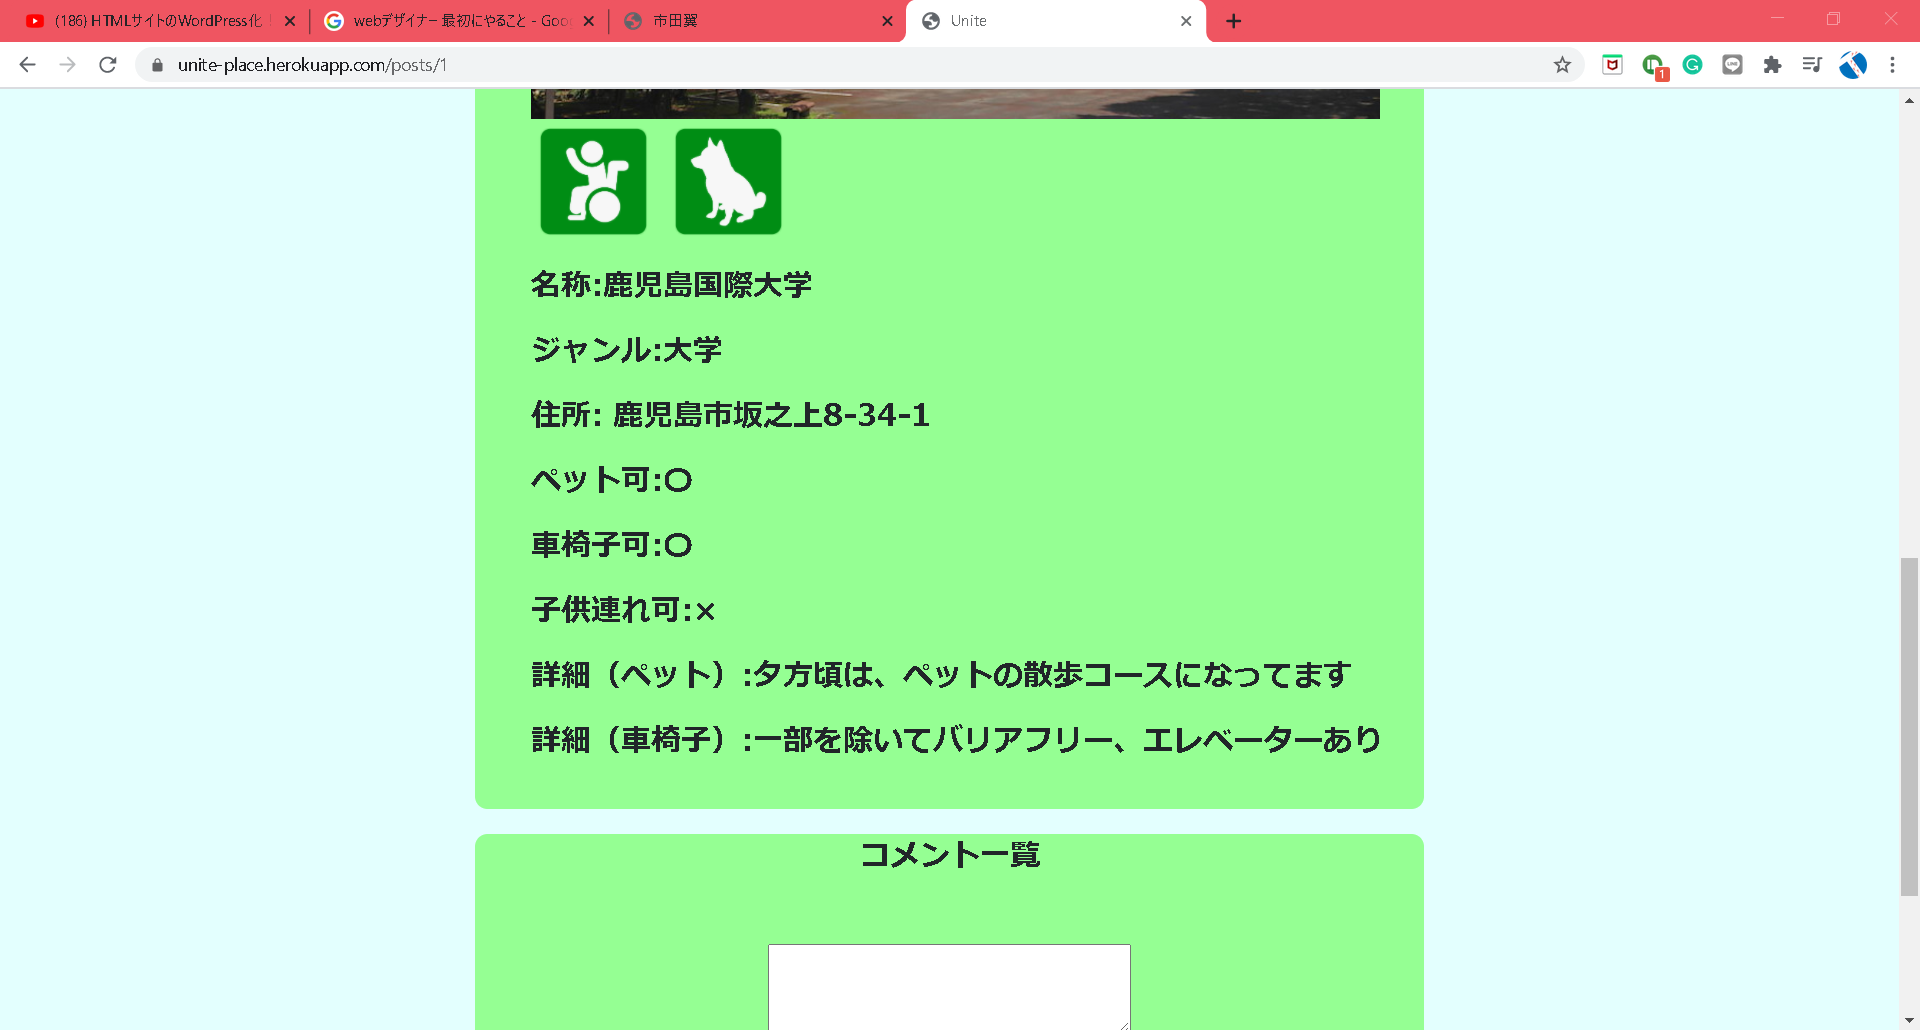 (186) HTMLサイトのWordPress化
webデザイナー 最初にやること - Goo
市田翼
Unite
unite-place.herokuapp.com/posts/1
1
名称:鹿児島国際大学
ジャンル:大学
住所: 鹿児島市坂之上8-34-1
ペット可:〇
車椅子可:〇
子供連れ可:×
詳細（ペット）:夕方頃は、ペットの散歩コースになってます
詳細（車椅子）:一部を除いてバリアフリー、エレベーターあり
コメント一覧